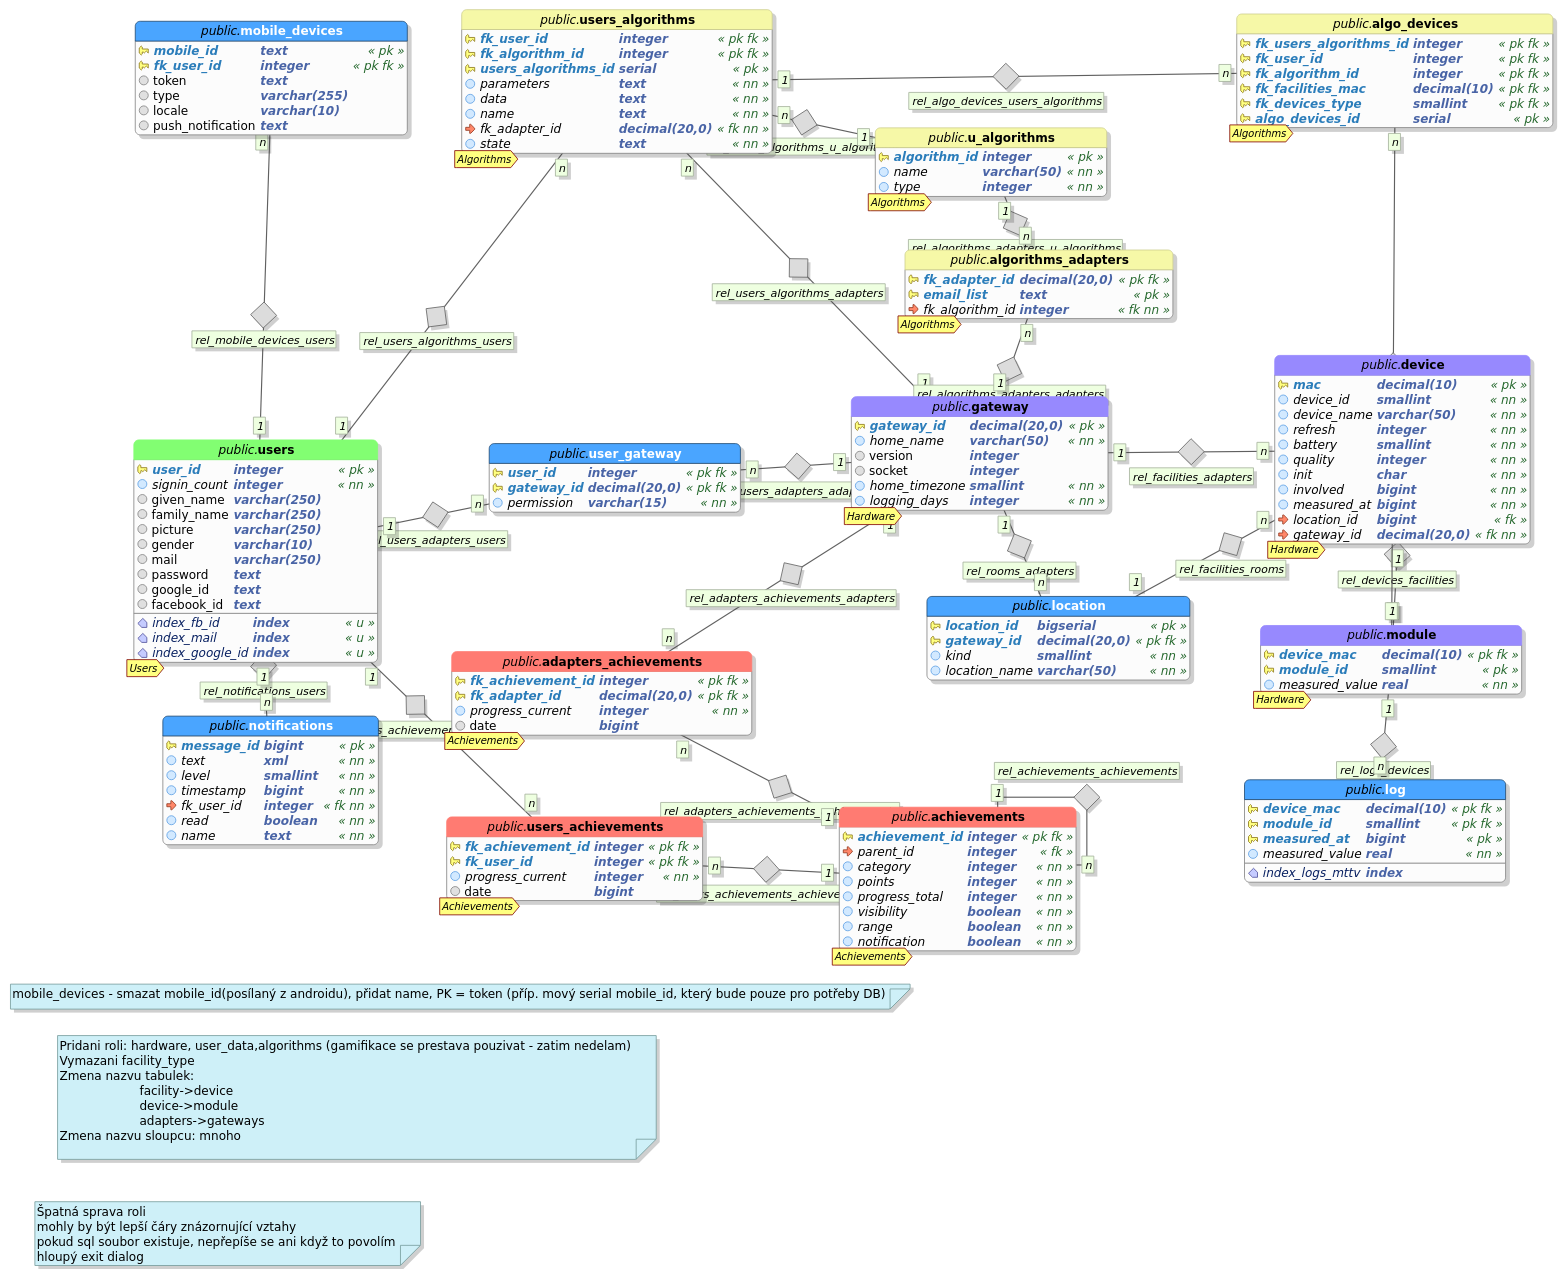 public.mobile_devices
mobile_id text « pk »
fk_user_id integer « pk fk »
token text
type varchar(255)
locale varchar(10)
push_notification text
public.users_algorithms
fk_user_id integer « pk fk »
fk_algorithm_id integer « pk fk »
users_algorithms_id serial « pk »
parameters text « nn »
data text « nn »
name text « nn »
fk_adapter_id decimal(20,0) « fk nn »
state text « nn »
Algorithms
public.algo_devices
fk_users_algorithms_id integer « pk fk »
fk_user_id integer « pk fk »
fk_algorithm_id integer « pk fk »
fk_facilities_mac decimal(10) « pk fk »
fk_devices_type smallint « pk fk »
algo_devices_id serial « pk »
Algorithms
1
n
rel_algo_devices_users_algorithms
n
1
public.u_algorithms
algorithm_id integer « pk »
name varchar(50) « nn »
type integer « nn »
Algorithms
n
n
n
n
1
n
rel_algorithms_adapters_u_algorithms
public.algorithms_adapters
fk_adapter_id decimal(20,0) « pk fk »
email_list text « pk »
fk_algorithm_id integer « fk nn »
Algorithms
rel_users_algorithms_adapters
rel_mobile_devices_users
rel_users_algorithms_users
n
1
1
rel_algorithms_adapters_adapters
1
1
public.users
user_id integer « pk »
signin_count integer « nn »
given_name varchar(250)
family_name varchar(250)
picture varchar(250)
gender varchar(10)
mail varchar(250)
password text
google_id text
facebook_id text
index_fb_id index « u »
index_mail index « u »
index_google_id index « u »
Users
public.user_gateway
user_id integer « pk fk »
gateway_id decimal(20,0) « pk fk »
permission varchar(15) « nn »
n
1
1
n
public.gateway
gateway_id decimal(20,0) « pk »
home_name varchar(50) « nn »
version integer
socket integer
home_timezone smallint « nn »
logging_days integer « nn »
Hardware
1
n
rel_facilities_adapters
public.device
mac decimal(10) « pk »
device_id smallint « nn »
device_name varchar(50) « nn »
refresh integer « nn »
battery smallint « nn »
quality integer « nn »
init char « nn »
involved bigint « nn »
measured_at bigint « nn »
location_id bigint « fk »
gateway_id decimal(20,0) « fk nn »
Hardware
1
1
n
rel_rooms_adapters
n
rel_facilities_rooms
1
1
rel_devices_facilities
1
rel_adapters_achievements_adapters
n
public.location
location_id bigserial « pk »
gateway_id decimal(20,0) « pk fk »
kind smallint « nn »
location_name varchar(50) « nn »
public.module
device_mac decimal(10) « pk fk »
module_id smallint « pk »
measured_value real « nn »
Hardware
public.adapters_achievements
fk_achievement_id integer « pk fk »
fk_adapter_id decimal(20,0) « pk fk »
progress_current integer « nn »
date bigint
Achievements
1
1
rel_notifications_users
n
public.notifications
message_id bigint « pk »
text xml « nn »
level smallint « nn »
timestamp bigint « nn »
fk_user_id integer « fk nn »
read boolean « nn »
name text « nn »
1
n
public.log
device_mac decimal(10) « pk fk »
module_id smallint « pk fk »
measured_at bigint « pk »
measured_value real « nn »
index_logs_mttv index
n
rel_achievements_achievements
1
n
n
1
public.users_achievements
fk_achievement_id integer « pk fk »
fk_user_id integer « pk fk »
progress_current integer « nn »
date bigint
Achievements
n
1
public.achievements
achievement_id integer « pk fk »
parent_id integer « fk »
category integer « nn »
points integer « nn »
progress_total integer « nn »
visibility boolean « nn »
range boolean « nn »
notification boolean « nn »
Achievements
mobile_devices - smazat mobile_id(posílaný z androidu), přidat name, PK = token (příp. mový serial mobile_id, který bude pouze pro potřeby DB)
Pridani roli: hardware, user_data,algorithms (gamifikace se prestava pouzivat - zatim nedelam)
Vymazani facility_type
Zmena nazvu tabulek:
facility->device
device->module
adapters->gateways
Zmena nazvu sloupcu: mnoho
Špatná sprava roli
mohly by být lepší čáry znázornující vztahy
pokud sql soubor existuje, nepřepíše se ani když to povolím
hloupý exit dialog